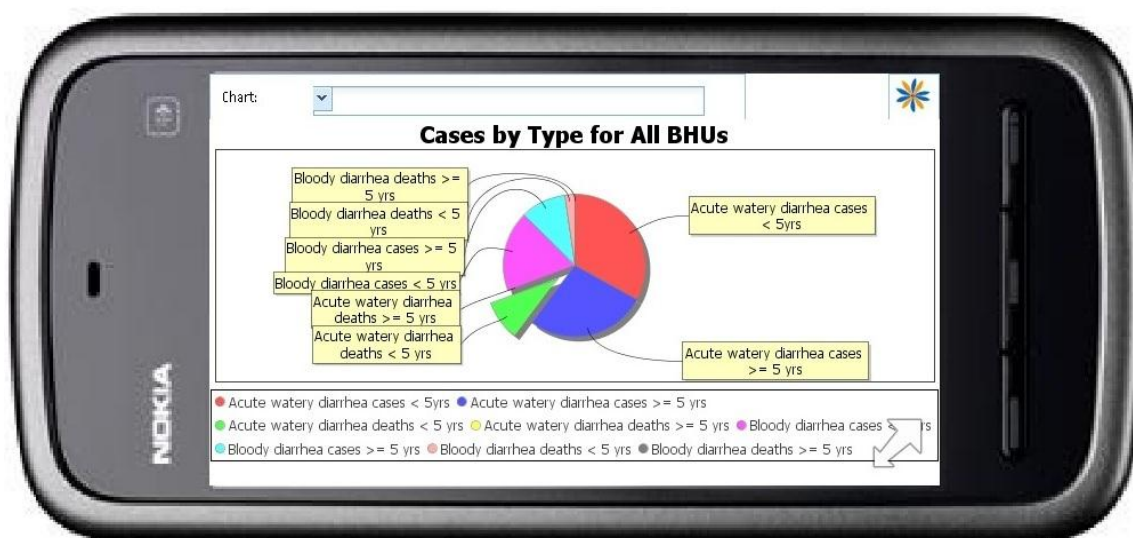 Chart:
Cases by Type for All BHUs
Bloody diarrhea deaths >=
5 yrs
Bloody diarrhea deaths < 5
yrs
Bloody diarrhea cases >= 5
yrs
Bloody diarrhea cases < 5 yrs
Acute watery diarrhea
deaths >= 5 yrs
Acute watery diarrhea
deaths < 5 yrs
Acute watery diarrhea cases
< 5yrs
Acute watery diarrhea cases
>= 5 yrs
Acute watery diarrhea cases < 5yrs Acute watery diarrhea cases >= 5 yrs
Acute watery diarrhea deaths < 5 yrs Acute watery diarrhea deaths >= 5 yrs Bloody diarrhea cases < yrs
Bloody diarrhea cases >= 5 yrs Bloody diarrhea deaths < 5 yrs Bloody diarrhea deaths >= 5 yrs
NOKIA